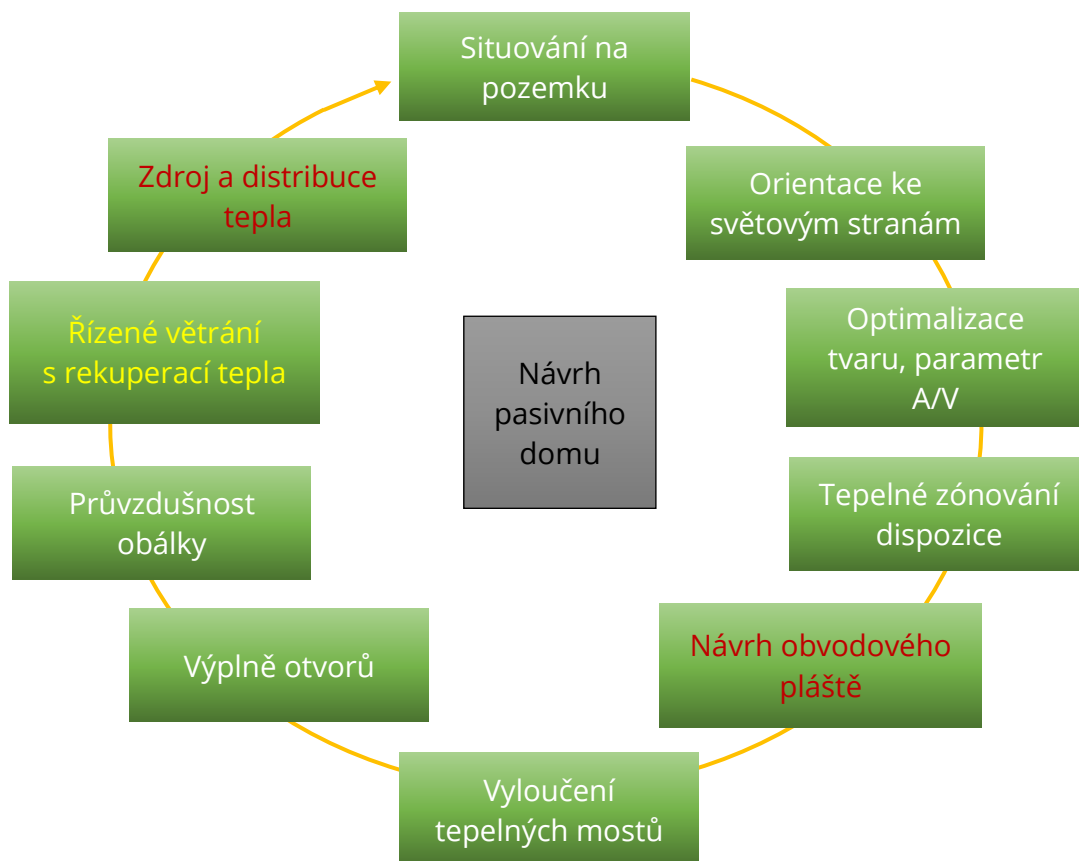 Situování na
pozemku
Orientace ke
světovým stranám
Optimalizace
tvaru, parametr
A/V
Tepelné zónování
dispozice
Návrh obvodového
pláště
Vyloučení
tepelných mostů
Výplně otvorů
Průvzdušnost
obálky
Řízené větrání
s rekuperací tepla
Zdroj a distribuce
tepla
Návrh
pasivního
domu